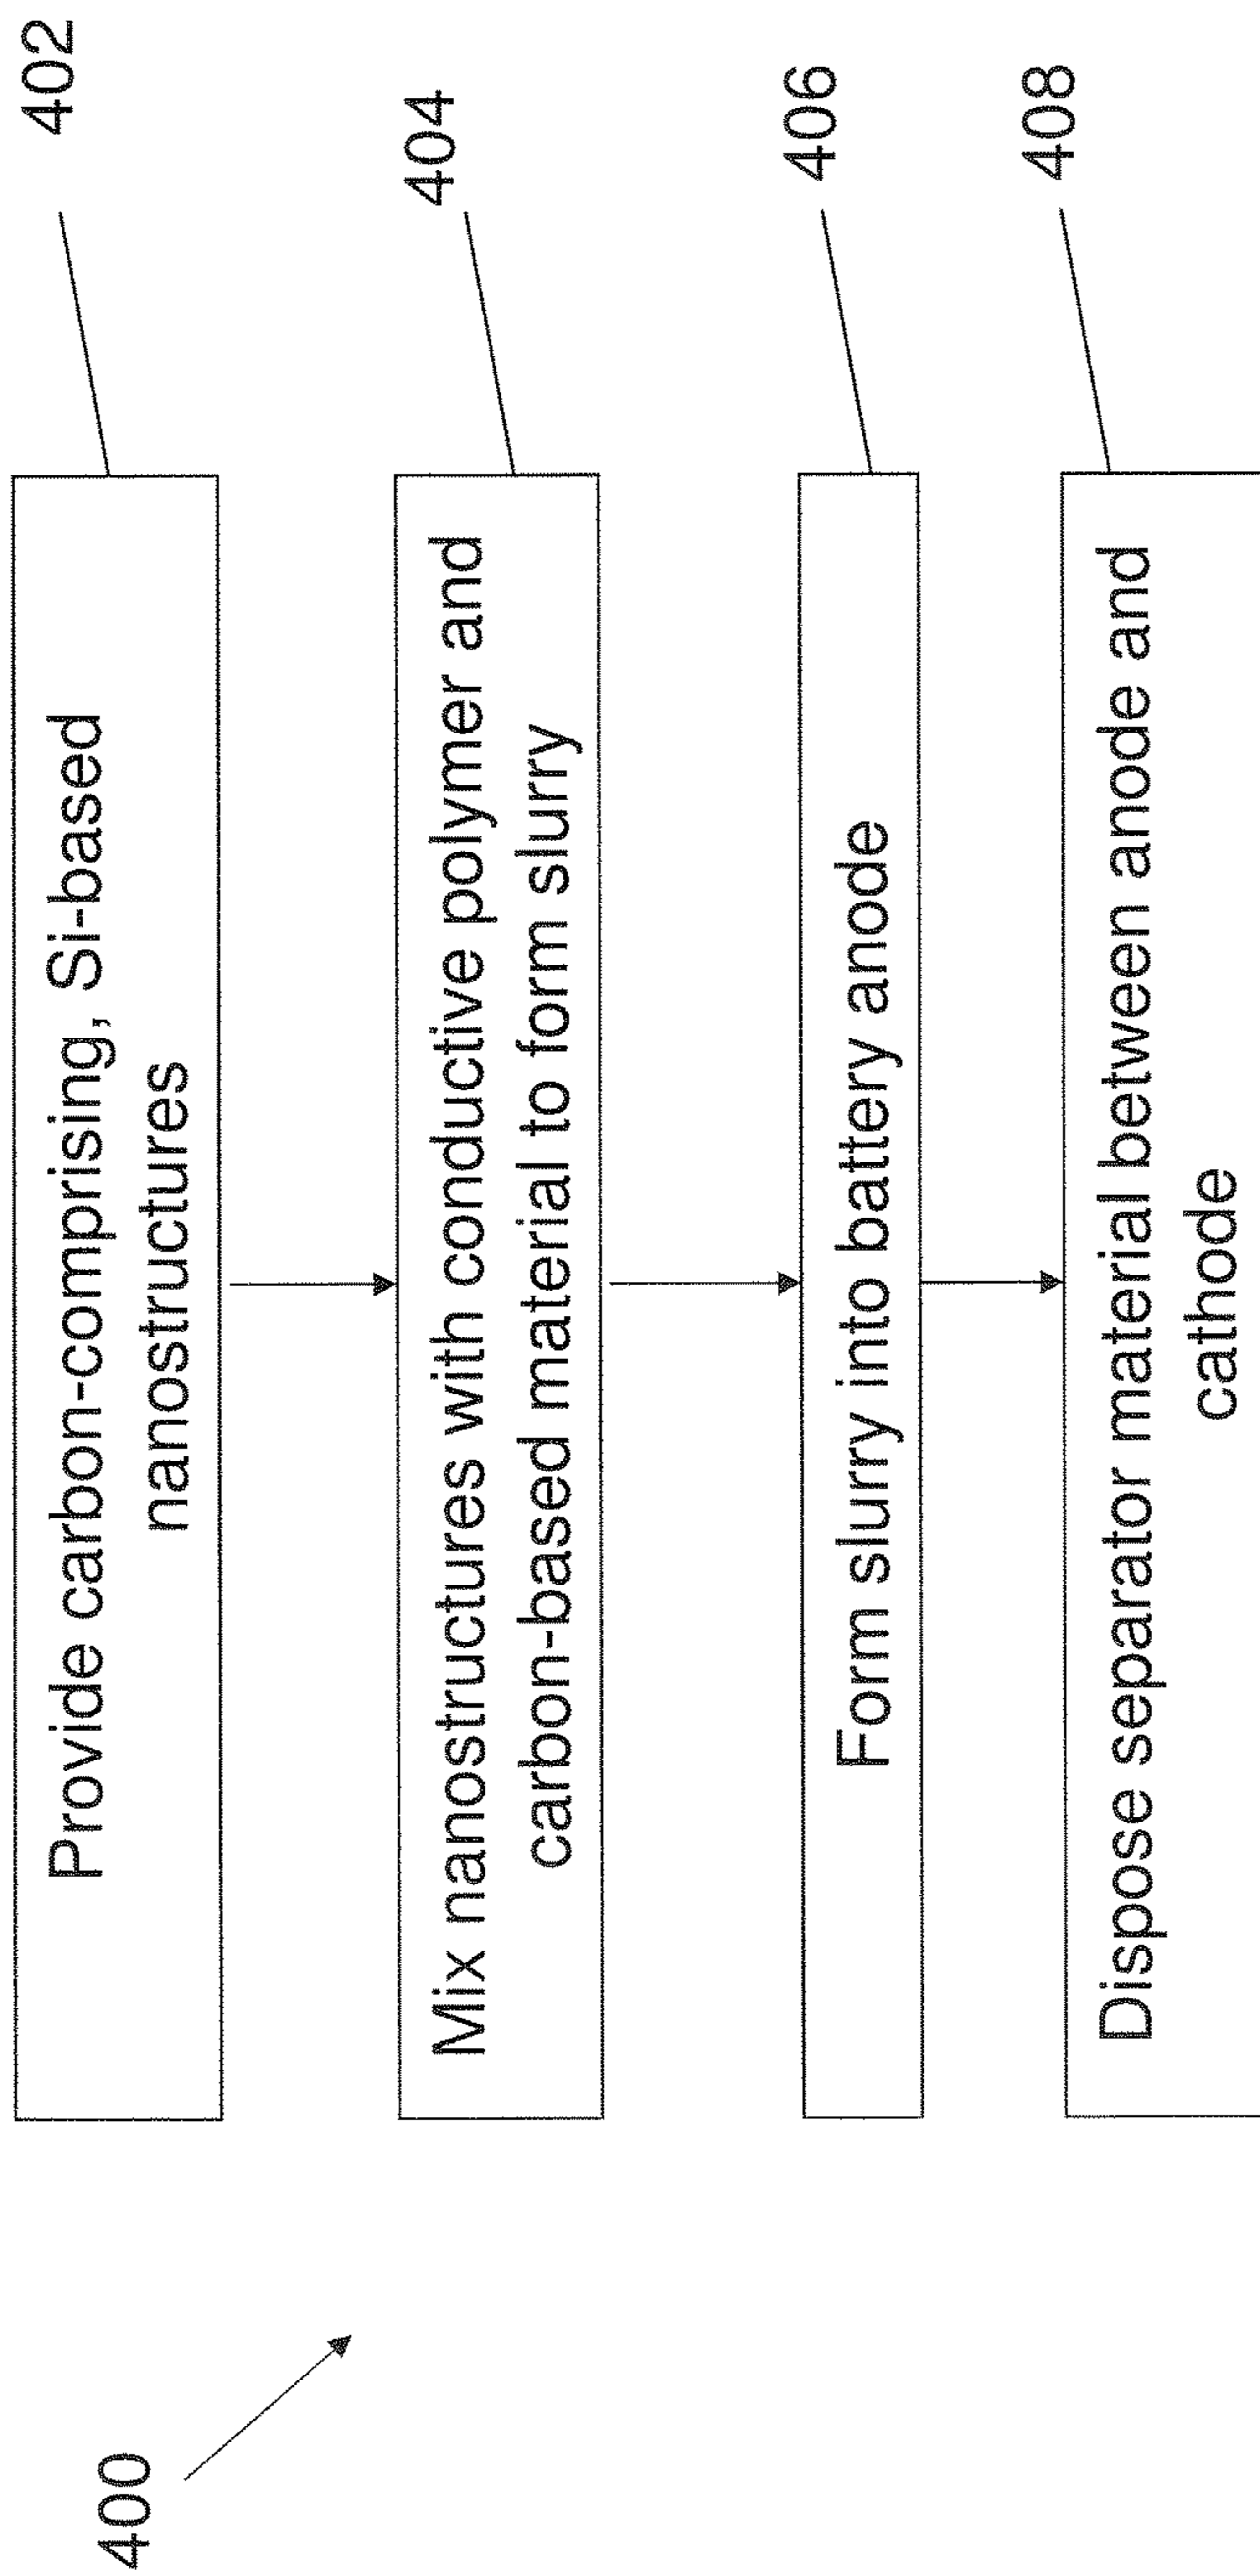 400
402
Provide carbon-comprising, Si-based
nanostructures
404
Mix nanostructures with conductive polymer and
carbon-based material to form slurry
406
Form slurry into battery anode
408
Dispose separator material between anode and
cathode